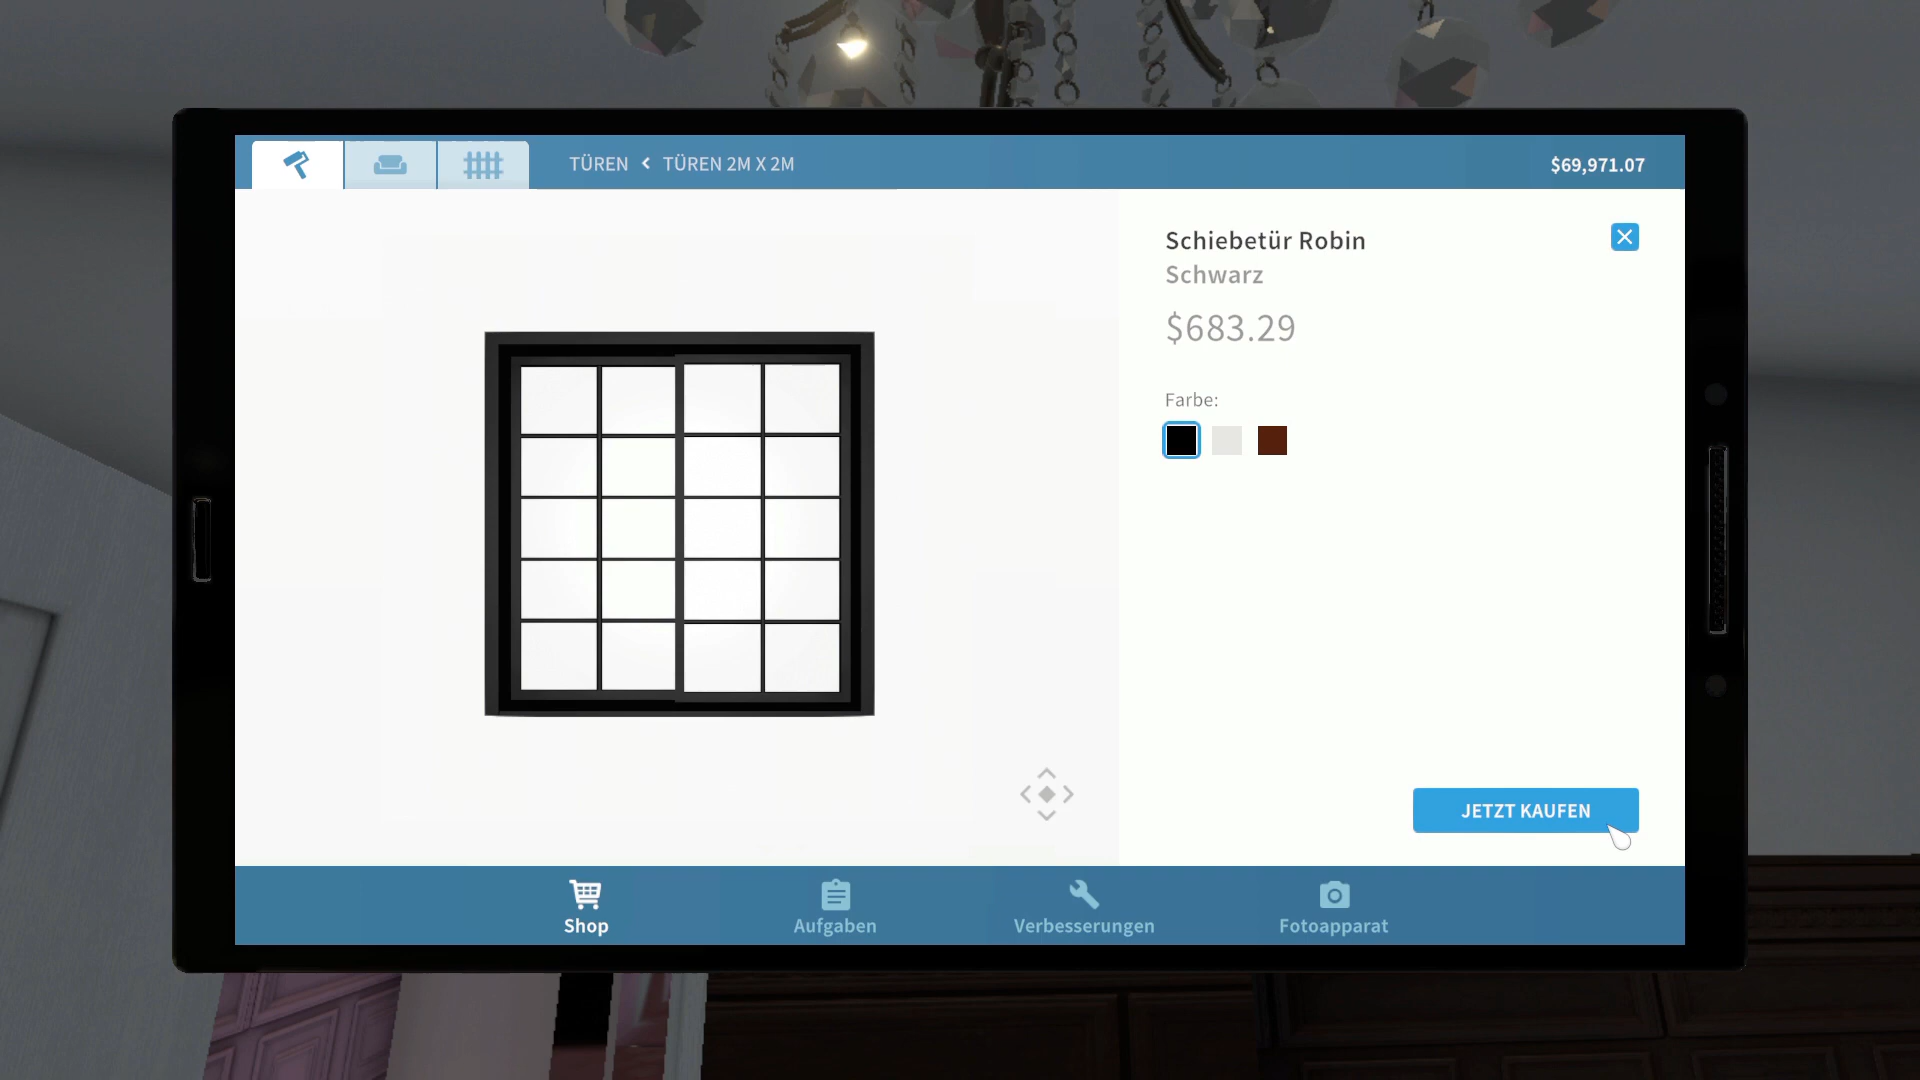 TÜREN < TÜREN 2M X 2M
$69,971.07
Schiebetür Robin
Schwarz
$683.29
Farbe:
JETZT KAUFEN
Shop
Aufgaben
Verbesserungen
Fotoapparat